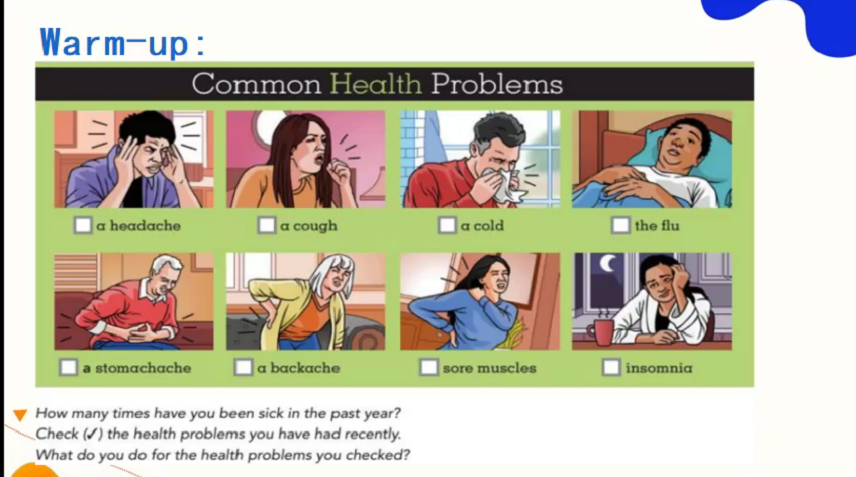 Warm-up:
Common Health Problems
a headache
a cough
a cold
the flu
a stomachache
a backache
sore muscles
insomnia
How many times have you been sick in the past year?
Check (✓) the health problems you have had recently.
What do you do for the health problems you checked?